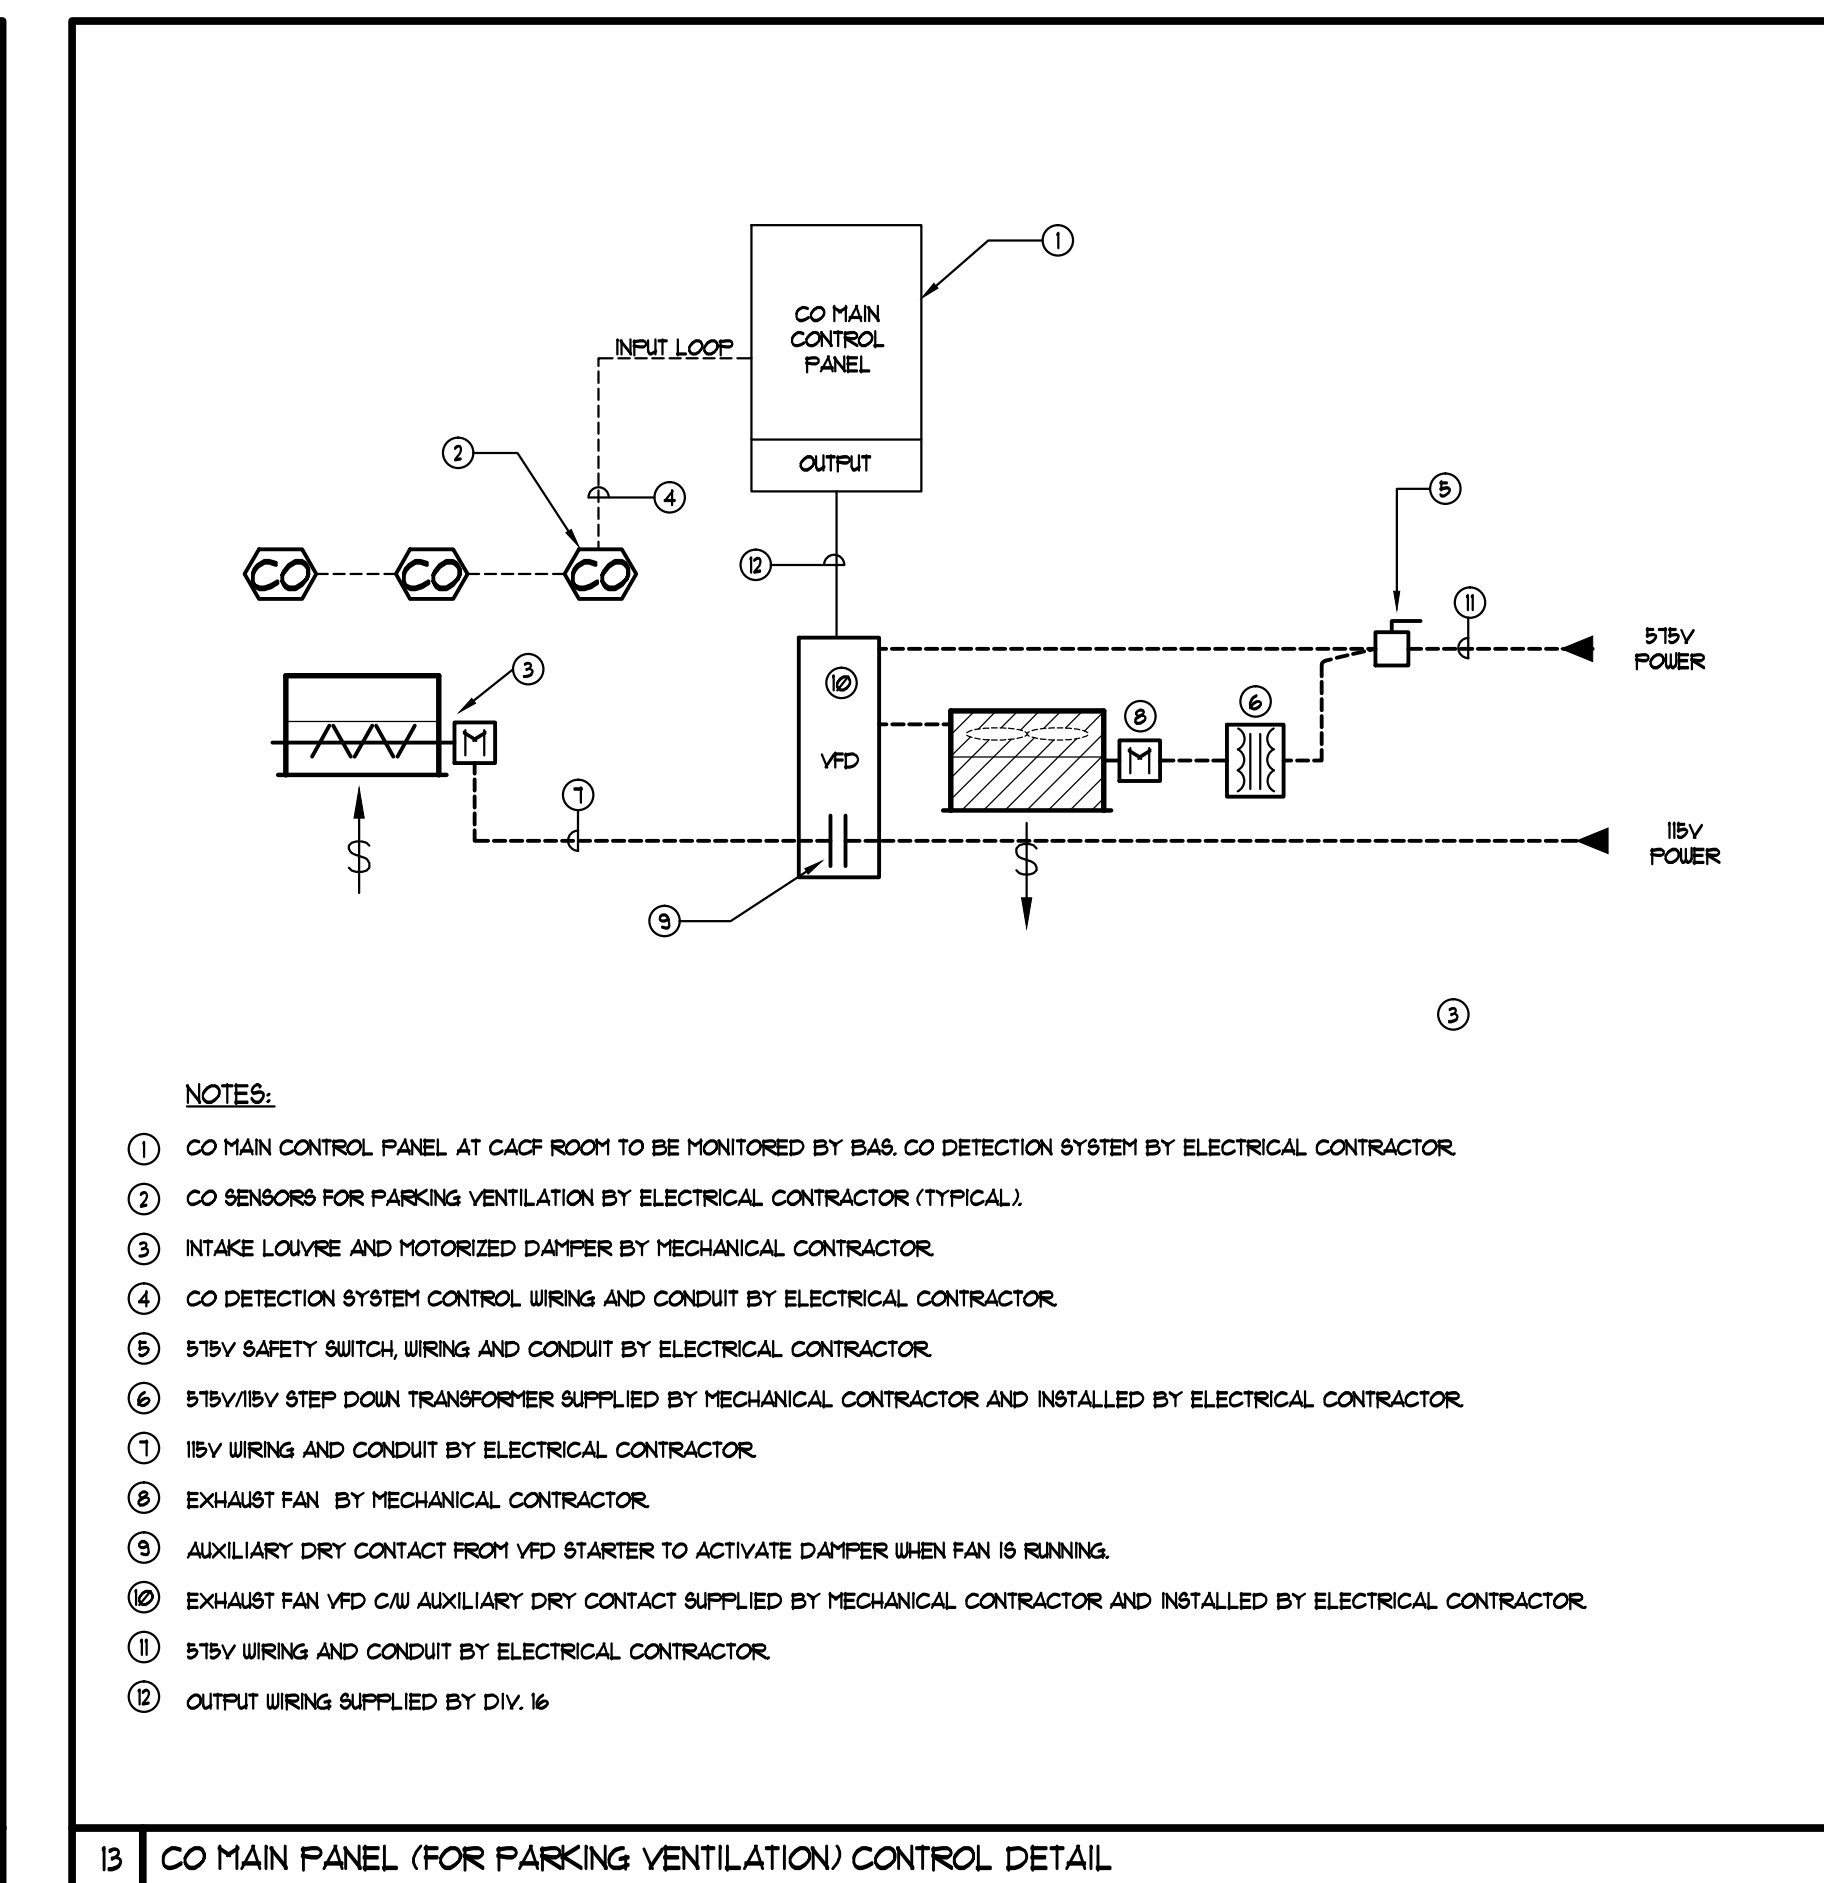 1
CO MAIN
CONTROL
PANEL
INPUT LOOP
2
OUTPUT
4
5
12
CO CO CO
11
575V
POWER
3
10
6
8
M
VFD
M
7
115V
POWER
$
$
9
3
NOTES:
1 CO MAIN CONTROL PANEL AT CACF ROOM TO BE MONITORED BY BAS. CO DETECTION SYSTEM BY ELECTRICAL CONTRACTOR.
2 CO SENSORS FOR PARKING VENTILATION BY ELECTRICAL CONTRACTOR (TYPICAL).
3 INTAKE LOUVRE AND MOTORIZED DAMPER BY MECHANICAL CONTRACTOR.
4 CO DETECTION SYSTEM CONTROL WIRING AND CONDUIT BY ELECTRICAL CONTRACTOR.
5 575V SAFETY SWITCH, WIRING AND CONDUIT BY ELECTRICAL CONTRACTOR.
6 575V/115V STEP DOWN TRANSFORMER SUPPLIED BY MECHANICAL CONTRACTOR AND INSTALLED BY ELECTRICAL CONTRACTOR.
7 115V WIRING AND CONDUIT BY ELECTRICAL CONTRACTOR.
8 EXHAUST FAN BY MECHANICAL CONTRACTOR.
9 AUXILIARY DRY CONTACT FROM VFD STARTER TO ACTIVATE DAMPER WHEN FAN IS RUNNING.
10 EXHAUST FAN VFD C/W AUXILIARY DRY CONTACT SUPPLIED BY MECHANICAL CONTRACTOR AND INSTALLED BY ELECTRICAL CONTRACTOR.
11 575V WIRING AND CONDUIT BY ELECTRICAL CONTRACTOR.
12 OUTPUT WIRING SUPPLIED BY DIV. 16
13 CO MAIN PANEL (FOR PARKING VENTILATION) CONTROL DETAIL